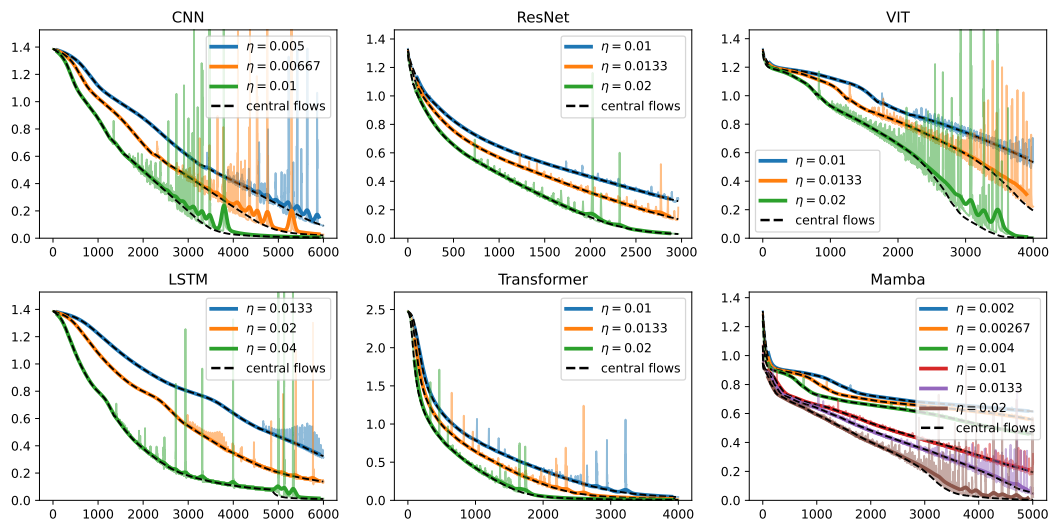 CNN
1.4
1.2
1.0
0.8
0.6
0.4
0.2
0.0
0
1000
2000
3000
4000
5000
6000
η = 0.005
η = 0.00667
η = 0.01
central flows
ResNet
1.4
1.2
1.0
0.8
0.6
0.4
0.2
0.0
0
500
1000
1500
2000
2500
3000
η = 0.01
η = 0.0133
η = 0.02
central flows
VIT
1.4
1.2
1.0
0.8
0.6
0.4
0.2
0.0
0
1000
2000
3000
4000
η = 0.01
η = 0.0133
η = 0.02
central flows
LSTM
1.4
1.2
1.0
0.8
0.6
0.4
0.2
0.0
0
1000
2000
3000
4000
5000
6000
η = 0.0133
η = 0.02
η = 0.04
central flows
Transformer
2.5
2.0
1.5
1.0
0.5
0.0
0
1000
2000
3000
4000
η = 0.01
η = 0.0133
η = 0.02
central flows
Mamba
1.4
1.2
1.0
0.8
0.6
0.4
0.2
0.0
0
1000
2000
3000
4000
5000
η = 0.002
η = 0.00267
η = 0.004
η = 0.01
η = 0.0133
η = 0.02
central flows